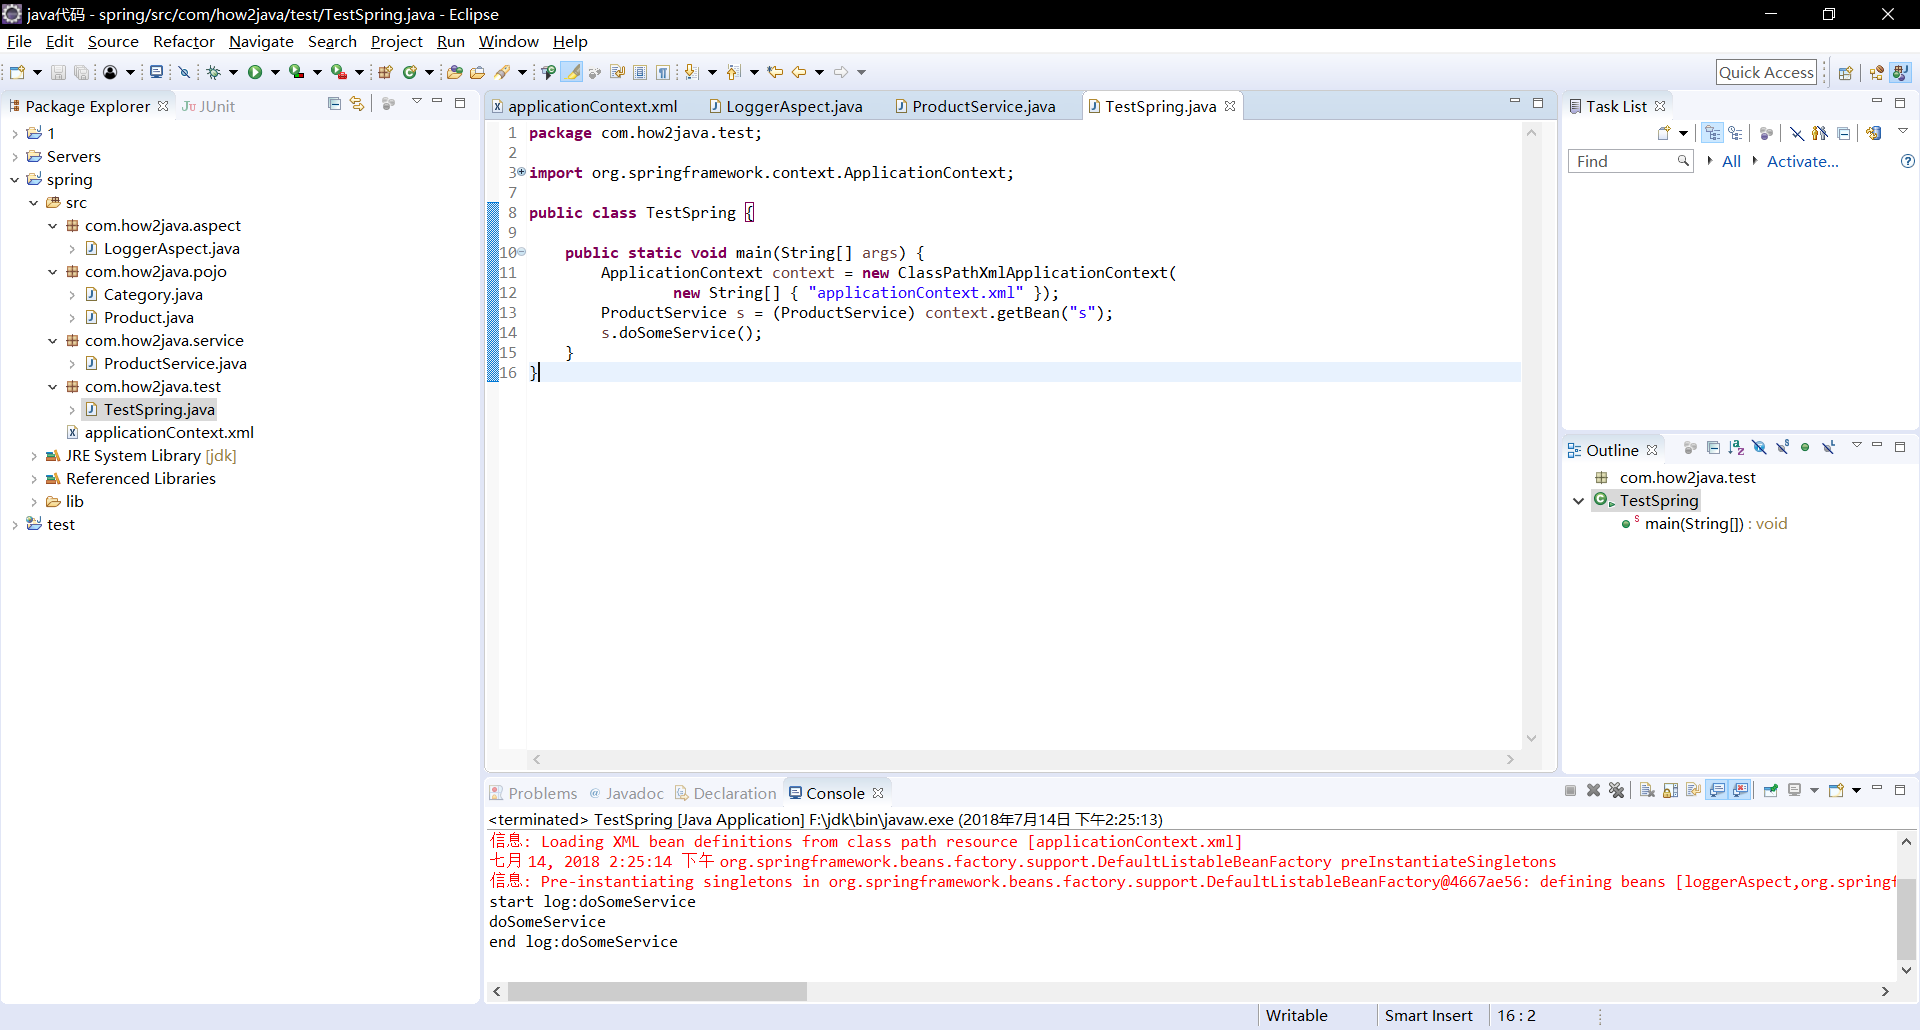 java代码 - spring/src/com/how2java/test/TestSpring.java - Eclipse
File Edit Source Refactor Navigate Search Project Run Window Help
Quick Access
Package Explorer
JUnit
1
Servers
spring
src
com.how2java.aspect
LoggerAspect.java
com.how2java.pojo
Category.java
Product.java
com.how2java.service
ProductService.java
com.how2java.test
TestSpring.java
applicationContext.xml
JRE System Library [jdk]
Referenced Libraries
lib
test
applicationContext.xml LoggerAspect.java ProductService.java TestSpring.java
1 package com.how2java.test;
2
3 import org.springframework.context.ApplicationContext;
7
8 public class TestSpring {
9
10 public static void main(String[] args) {
11 ApplicationContext context = new ClassPathXmlApplicationContext(
12 new String[] { "applicationContext.xml" });
13 ProductService s = (ProductService) context.getBean("s");
14 s.doSomeService();
15 }
16 }
Task List
Find All Activate...
Outline
com.how2java.test
TestSpring
main(String[]) : void
Problems @ Javadoc Declaration Console
<terminated> TestSpring [Java Application] F:\jdk\bin\javaw.exe (2018年7月14日 下午2:25:13)
信息: Loading XML bean definitions from class path resource [applicationContext.xml]
七月 14, 2018 2:25:14 下午 org.springframework.beans.factory.support.DefaultListableBeanFactory preInstantiateSingletons
信息: Pre-instantiating singletons in org.springframework.beans.factory.support.DefaultListableBeanFactory@4667ae56: defining beans [loggerAspect,org.springf
start log:doSomeService
doSomeService
end log:doSomeService
Writable Smart Insert 16 : 2